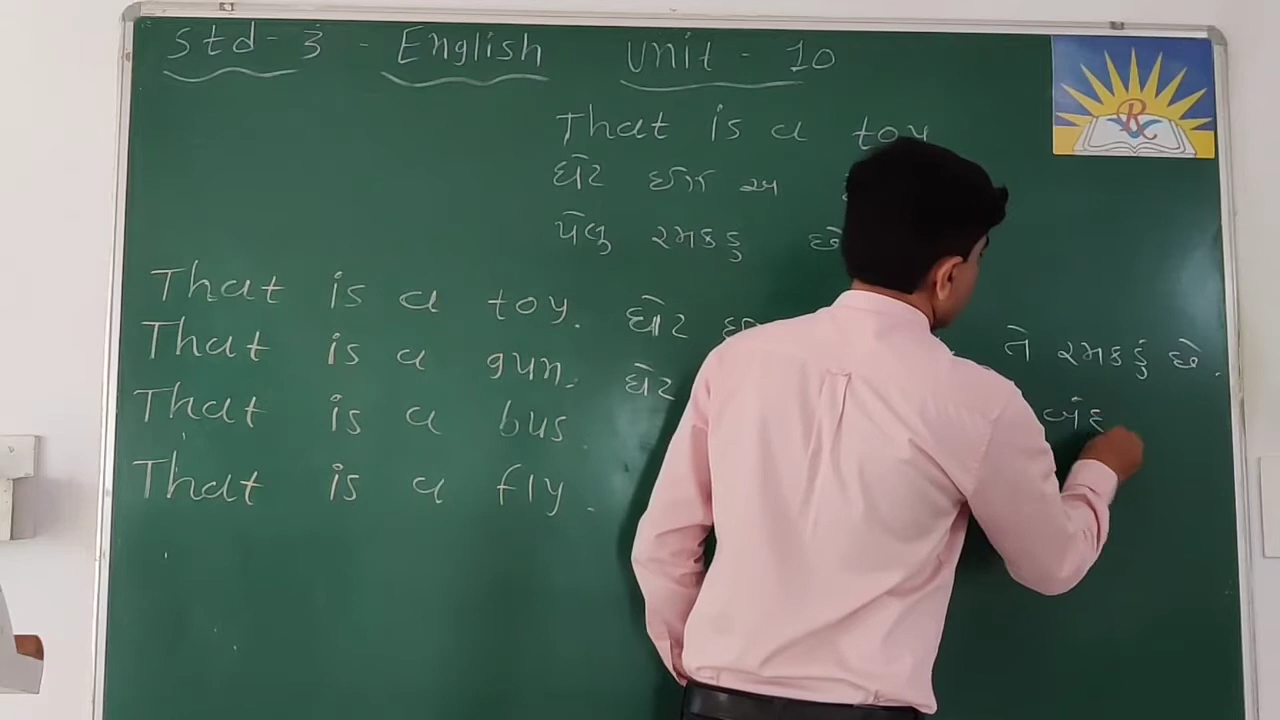 Std - 3 - English Unit - 10
That is a toy
ધેટ ઈઝ અ
પેલુ રમકડુ છે
That is a toy. ધેટ તે રમકડું છે.
That is a gun. ધેટ બંદ
That is a bus.
That is a fly.
R